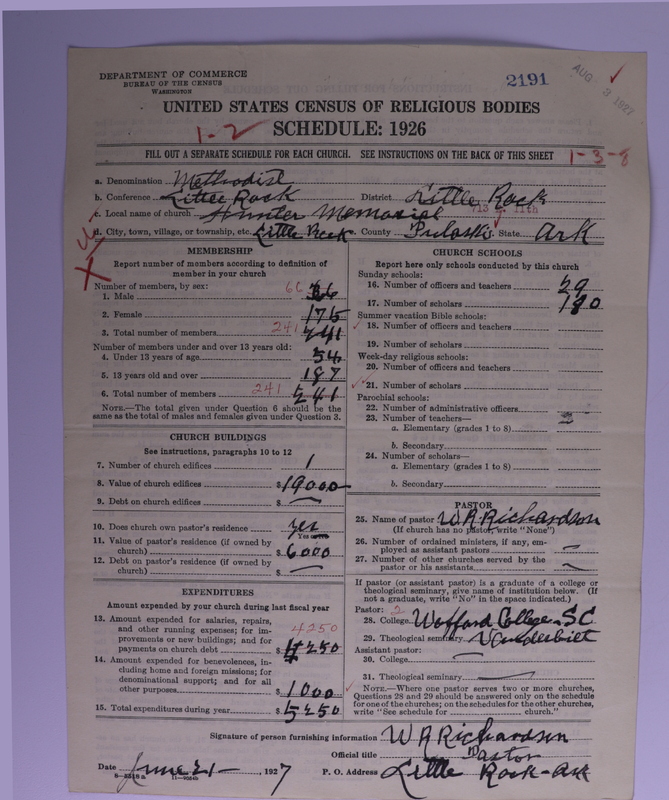 DEPARTMENT OF COMMERCE
BUREAU OF THE CENSUS
WASHINGTON
2191
AUG 2 1927
UNITED STATES CENSUS OF RELIGIOUS BODIES
1-2
SCHEDULE: 1926
FILL OUT A SEPARATE SCHEDULE FOR EACH CHURCH. SEE INSTRUCTIONS ON THE BACK OF THIS SHEET
1-3-8
a. Denomination Methodist
b. Conference Little Rock District Little Rock
c. Local name of church Hunter Memorial 11th
d. City, town, village, or township, etc. Little Rock e. County Pulaski State Ark
MEMBERSHIP
Report number of members according to definition of
member in your church
Number of members, by sex:
1. Male 66
2. Female 175
3. Total number of members 241 241
Number of members under and over 13 years old:
4. Under 13 years of age 54
5. 13 years old and over 187
6. Total number of members 241 241
NOTE.—The total given under Question 6 should be the
same as the total of males and females given under Question 3.
CHURCH BUILDINGS
See instructions, paragraphs 10 to 12
7. Number of church edifices 1
8. Value of church edifices $19000
9. Debt on church edifices $ —
10. Does church own pastor's residence yes
Yes or No
11. Value of pastor's residence (if owned by
church) $6000
12. Debt on pastor's residence (if owned by
church) $ —
EXPENDITURES
Amount expended by your church during last fiscal year
13. Amount expended for salaries, repairs,
and other running expenses; for im-
provements or new buildings; and for
payments on church debt $4250
4250
14. Amount expended for benevolences, in-
cluding home and foreign missions; for
denominational support; and for all
other purposes $1000
15. Total expenditures during year $5250
CHURCH SCHOOLS
Report here only schools conducted by this church
Sunday schools:
16. Number of officers and teachers 29
17. Number of scholars 180
Summer vacation Bible schools:
18. Number of officers and teachers
19. Number of scholars
Week-day religious schools:
20. Number of officers and teachers
21. Number of scholars
Parochial schools:
22. Number of administrative officers
23. Number of teachers—
a. Elementary (grades 1 to 8)
b. Secondary
24. Number of scholars—
a. Elementary (grades 1 to 8)
b. Secondary
PASTOR
25. Name of pastor W.R. Richardson
(If church has no pastor, write "None")
26. Number of ordained ministers, if any, em-
ployed as assistant pastors —
27. Number of other churches served by the
pastor or his assistants —
If pastor (or assistant pastor) is a graduate of a college or
theological seminary, give name of institution below. (If
not a graduate, write "No" in the space indicated.)
Pastor: 2
28. College Wofford College—S.C.
29. Theological seminary Vanderbilt
Assistant pastor:
30. College —
31. Theological seminary —
NOTE.—Where one pastor serves two or more churches,
Questions 28 and 29 should be answered only on the schedule
for one of the churches; on the schedules for the other churches,
write "See schedule for church."
Signature of person furnishing information W R Richardson
Official title Pastor
Date June 21—, 1927 P. O. Address Little Rock - Ark